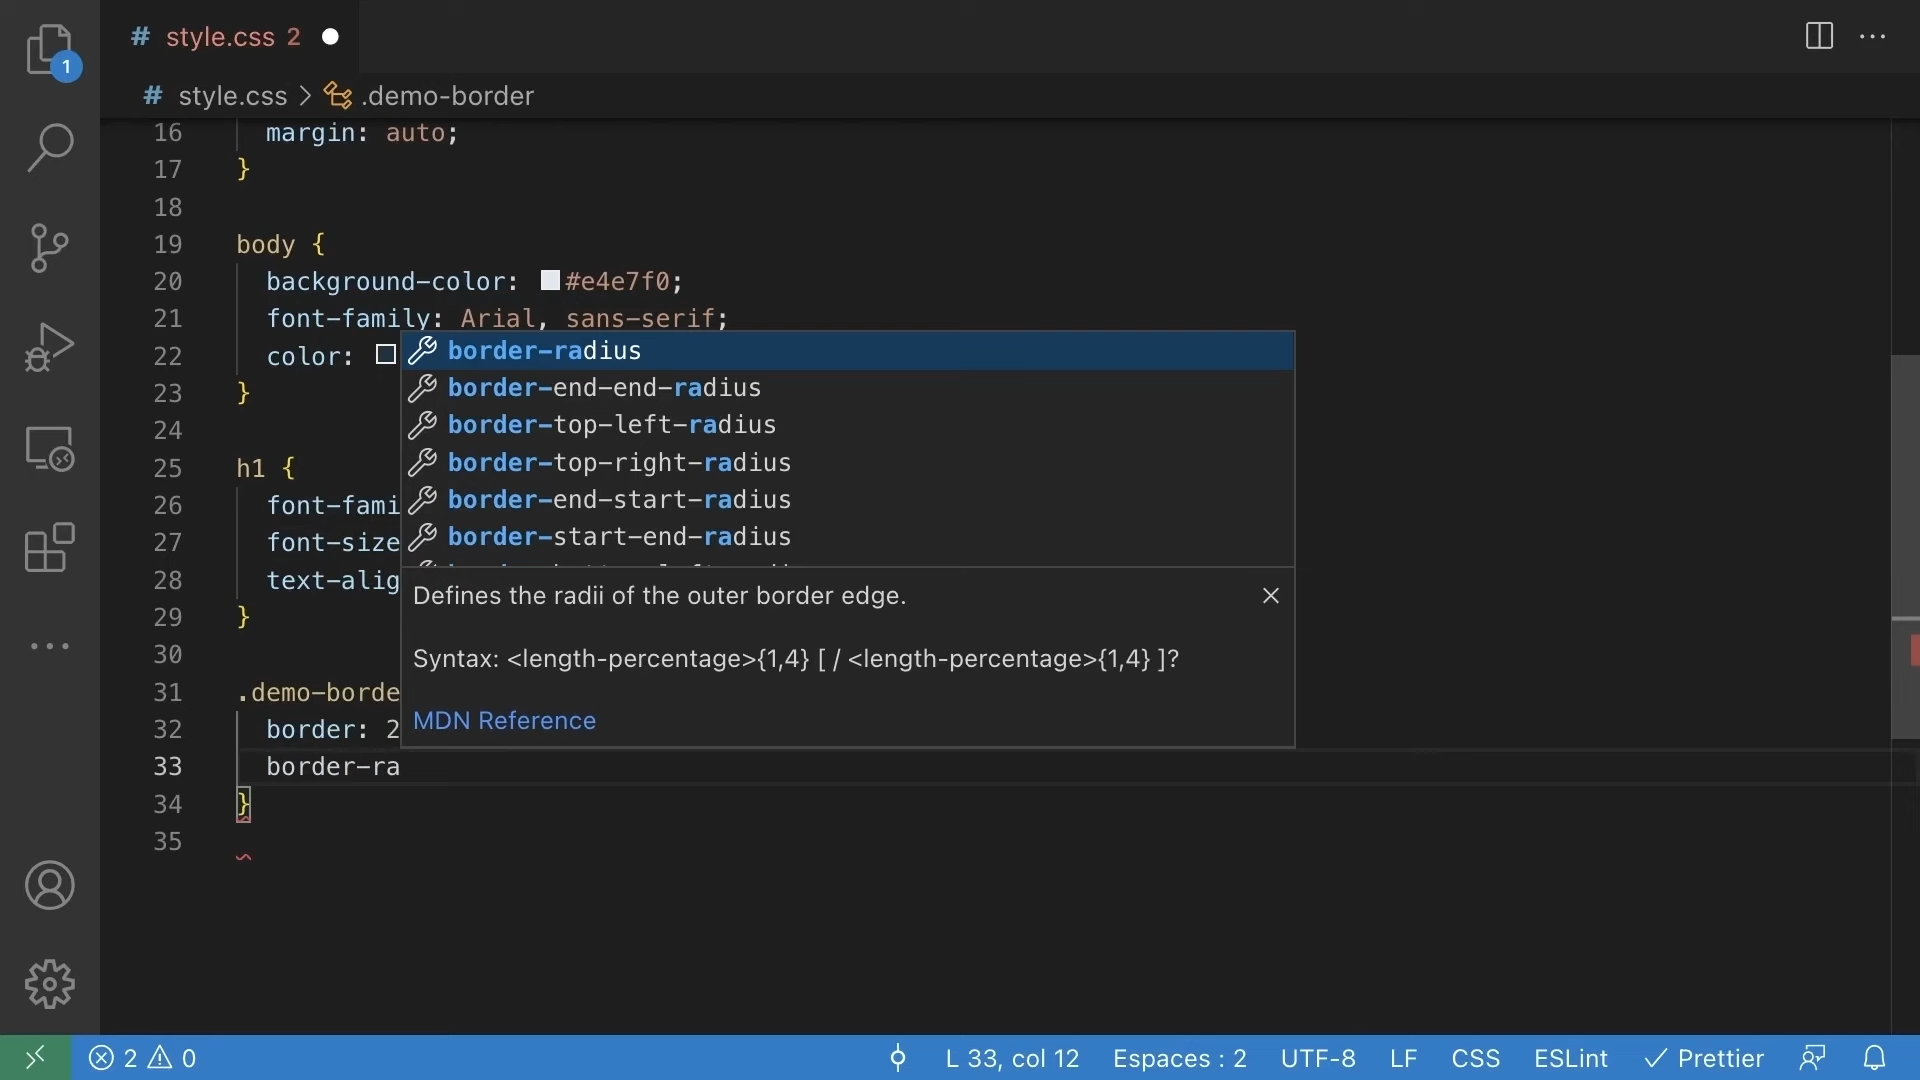 # style.css 2
1
# style.css > .demo-border
16 margin: auto;
17 }
18
19 body {
20 background-color: #e4e7f0;
21 font-family: Arial, sans-serif;
22 color:
23 }
24
25 h1 {
26 font-fami
27 font-size
28 text-alig
29 }
30
31 .demo-borde
32 border: 2
33 border-ra
34 }
35
border-radius
border-end-end-radius
border-top-left-radius
border-top-right-radius
border-end-start-radius
border-start-end-radius
Defines the radii of the outer border edge.
Syntax: <length-percentage>{1,4} [ / <length-percentage>{1,4} ]?
MDN Reference
2 0 L 33, col 12 Espaces : 2 UTF-8 LF CSS ESLint Prettier